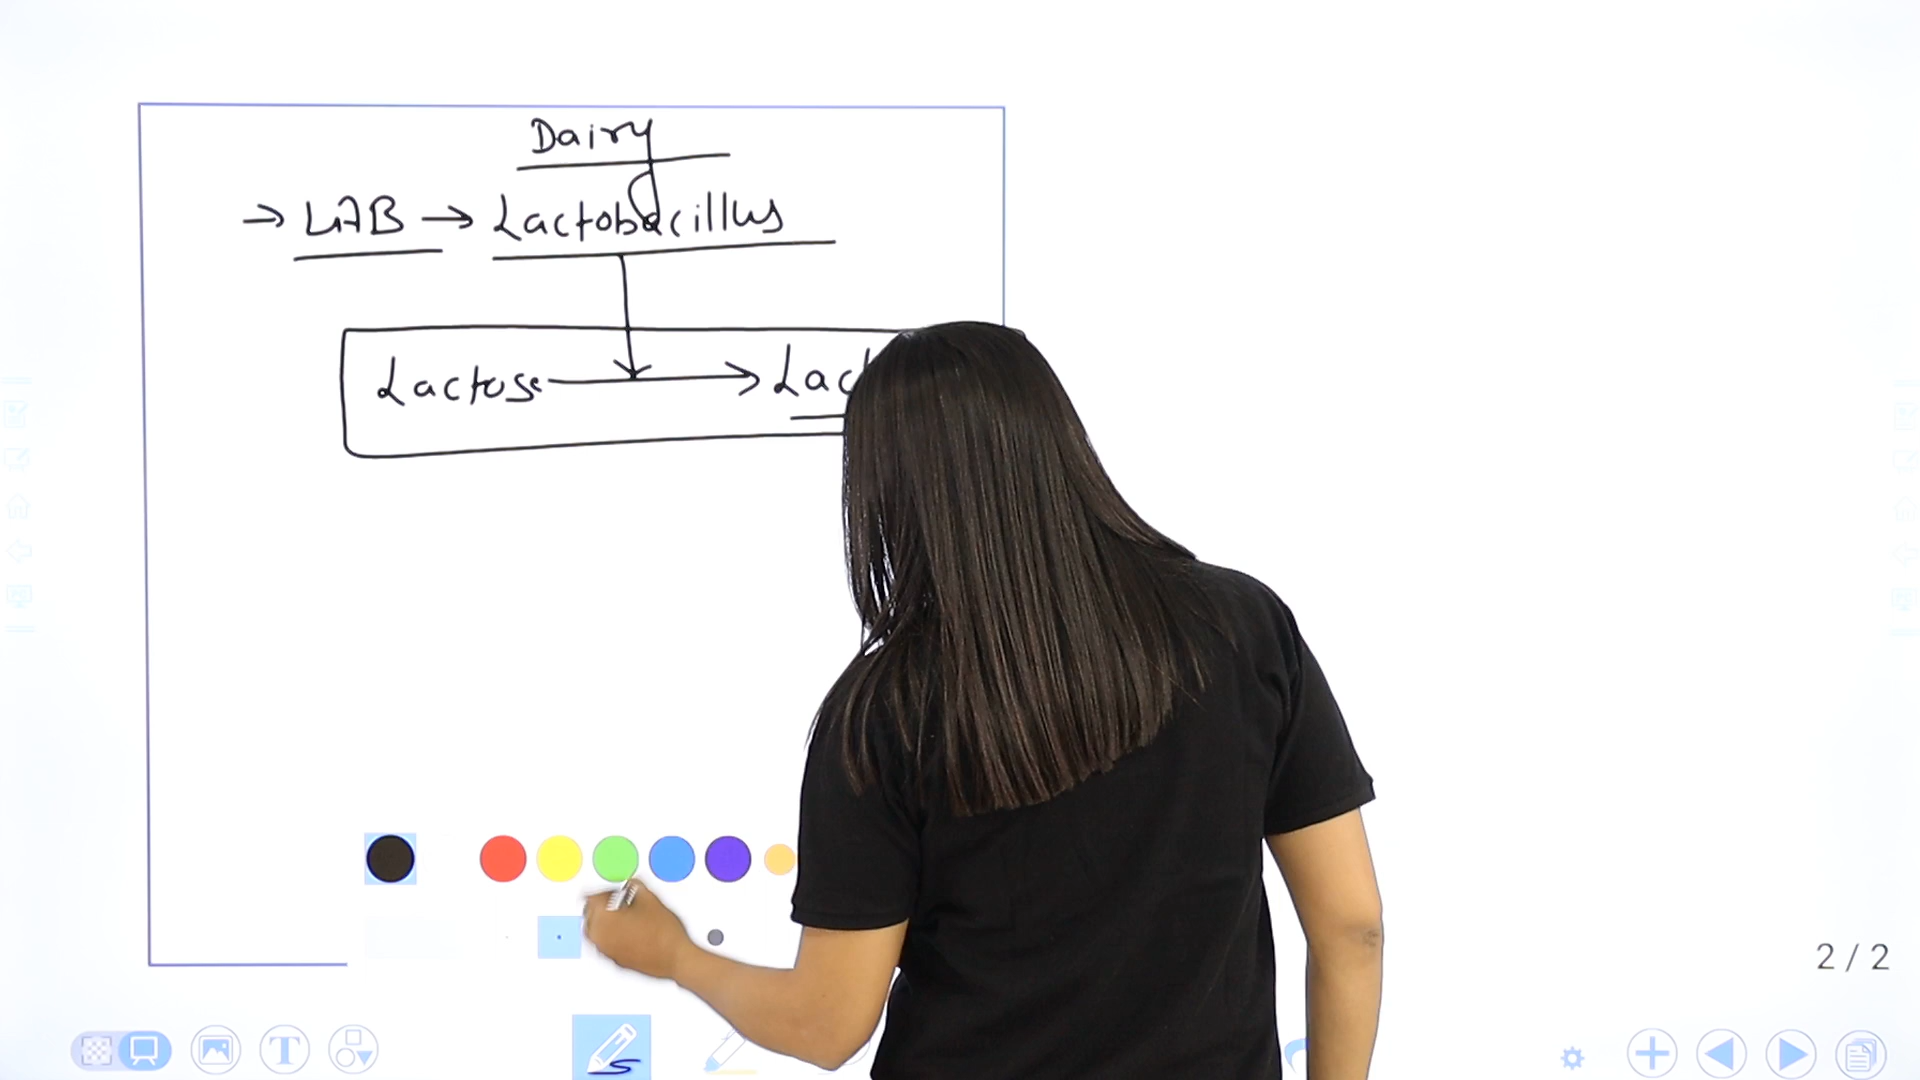 Dairy
→ LAB → Lactobacillus
Lactose → Lac
2 / 2
T